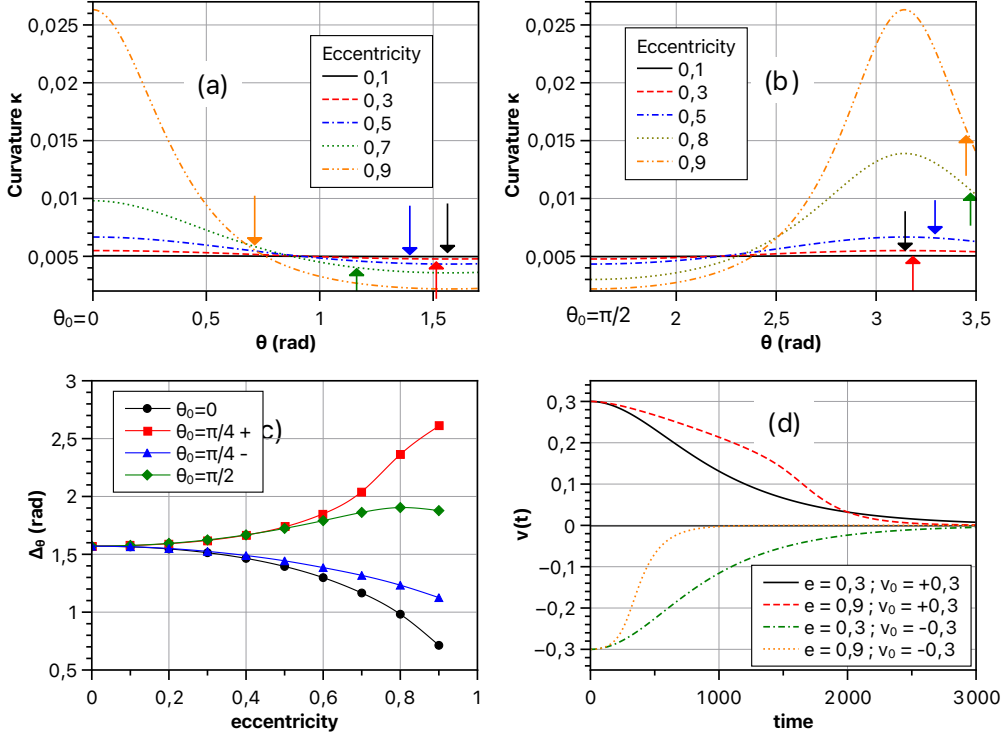 Curvature κ
0,025
0,02
0,015
0,01
0,005
(a)
Eccentricity
0,1
0,3
0,5
0,7
0,9
θ₀=0
0,5
1
1,5
θ (rad)
Curvature κ
0,025
0,02
0,015
0,01
0,005
Eccentricity
0,1
0,3
0,5
0,8
0,9
(b)
θ₀=π/2
2
2,5
3
3,5
θ (rad)
Δθ (rad)
3
2,5
2
1,5
1
0,5
θ₀=0
θ₀=π/4 +
θ₀=π/4 -
θ₀=π/2
c)
0
0,2
0,4
0,6
0,8
1
eccentricity
v(t)
0,3
0,2
0,1
0
−0,1
−0,2
−0,3
(d)
e = 0,3 ; v₀ = +0,3
e = 0,9 ; v₀ = +0,3
e = 0,3 ; v₀ = -0,3
e = 0,9 ; v₀ = -0,3
0
1000
2000
3000
time